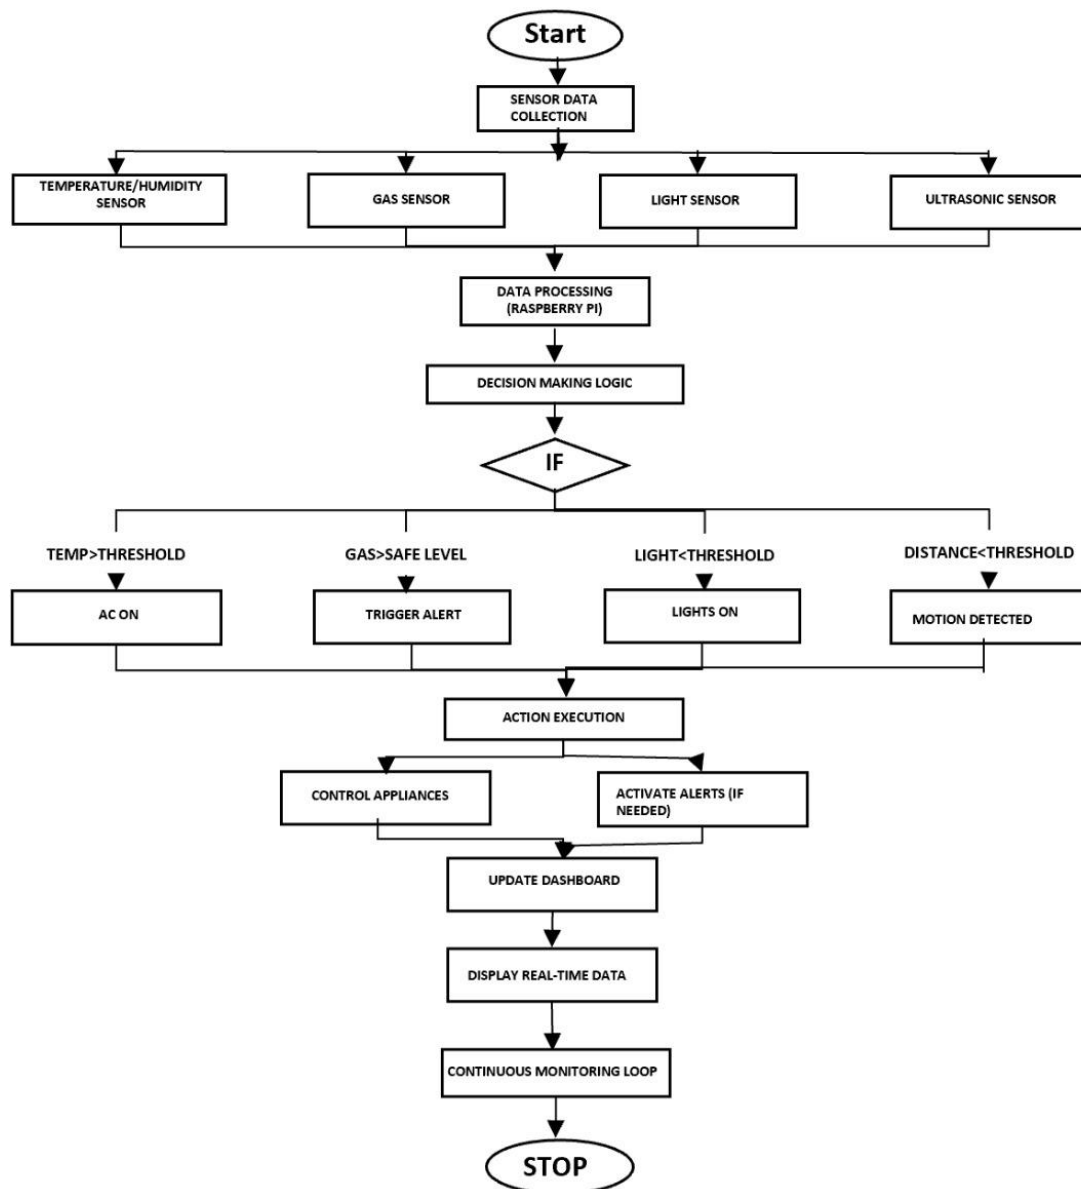 Start
SENSOR DATA
COLLECTION
TEMPERATURE/HUMIDITY
SENSOR
GAS SENSOR
LIGHT SENSOR
ULTRASONIC SENSOR
DATA PROCESSING
(RASPBERRY PI)
DECISION MAKING LOGIC
IF
TEMP>THRESHOLD
GAS>SAFE LEVEL
LIGHT<THRESHOLD
DISTANCE<THRESHOLD
AC ON
TRIGGER ALERT
LIGHTS ON
MOTION DETECTED
ACTION EXECUTION
CONTROL APPLIANCES
ACTIVATE ALERTS (IF
NEEDED)
UPDATE DASHBOARD
DISPLAY REAL-TIME DATA
CONTINUOUS MONITORING LOOP
STOP